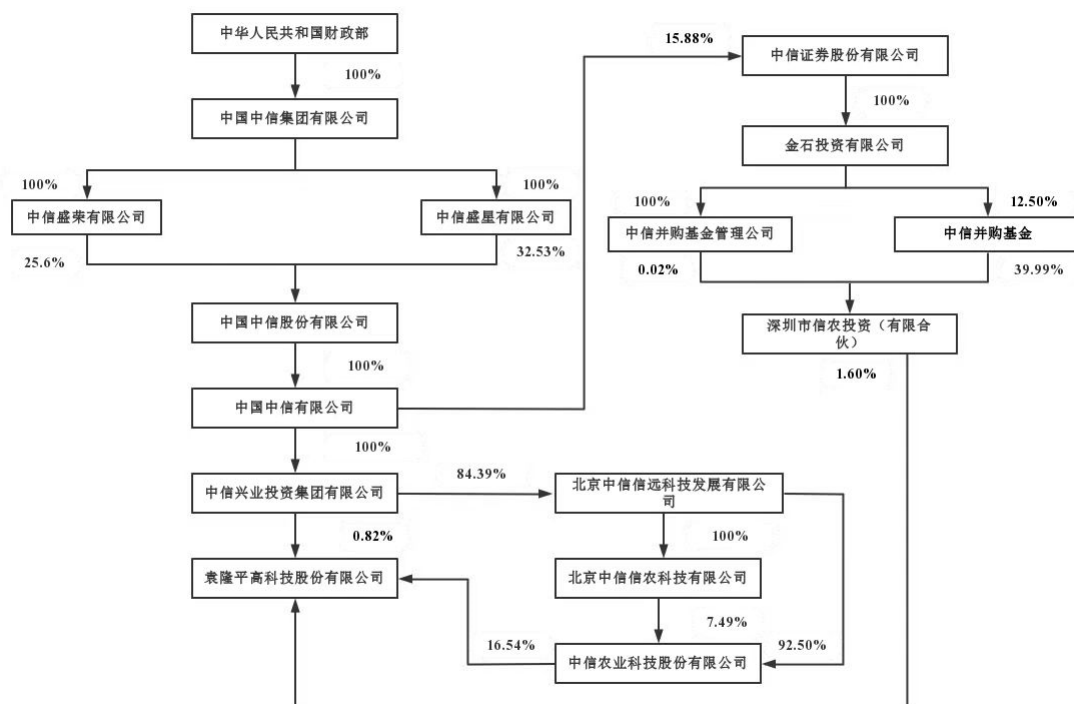 中华人民共和国财政部
15.88%
中信证券股份有限公司
100%
100%
中国中信集团有限公司
金石投资有限公司
100%
100%
100%
12.50%
中信盛荣有限公司
中信盛星有限公司
中信并购基金管理公司
中信并购基金
25.6%
32.53%
0.02%
39.99%
中国中信股份有限公司
深圳市信农投资（有限合
伙）
100%
1.60%
中国中信有限公司
100%
中信兴业投资集团有限公司
84.39%
北京中信信远科技发展有限公
司
0.82%
100%
袁隆平高科技股份有限公司
北京中信信农科技有限公司
7.49%
16.54%
92.50%
中信农业科技股份有限公司